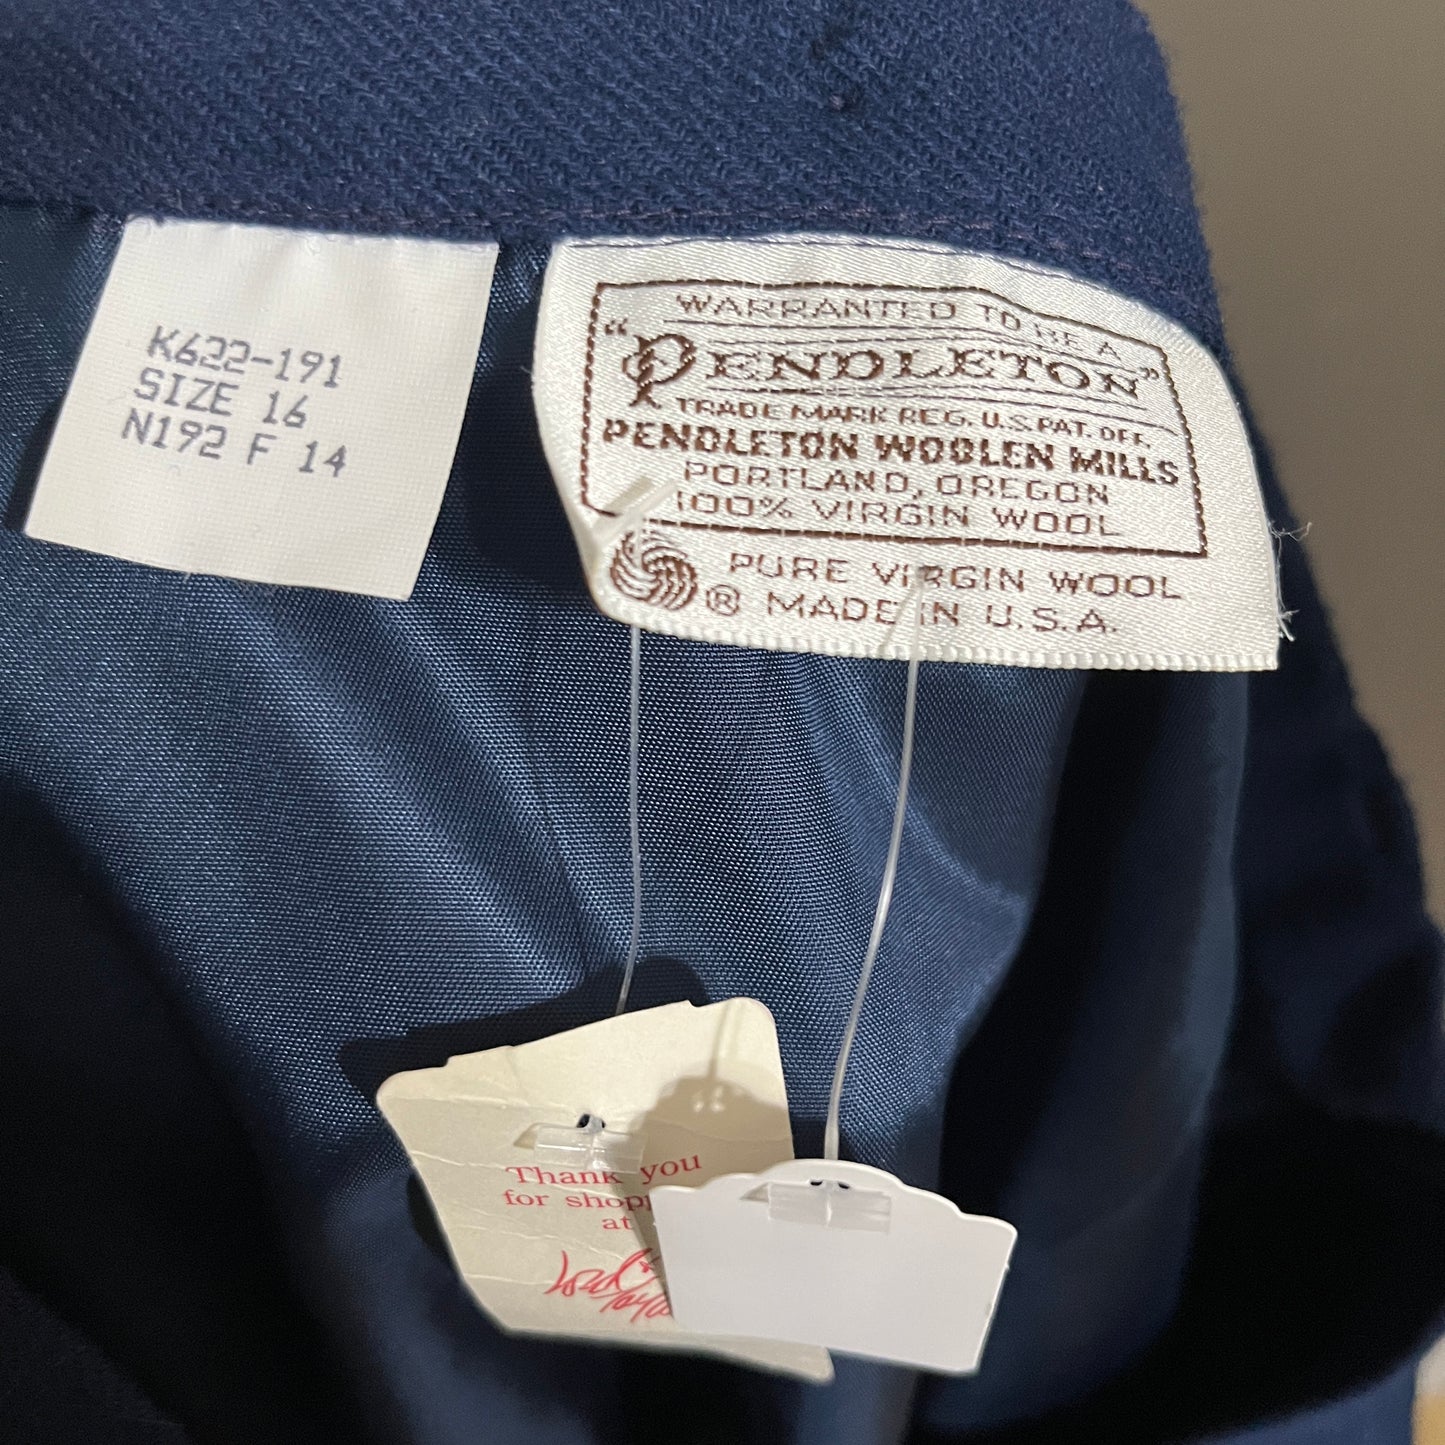 K622-191
SIZE 16
N192 F 14
WARRANTED TO BE A
"PENDLETON"
TRADE MARK REG. U.S. PAT. OFF.
PENDLETON WOOLEN MILLS
PORTLAND, OREGON
100% VIRGIN WOOL
PURE VIRGIN WOOL
® MADE IN U.S.A.
Thank you
for shop
at
Lord